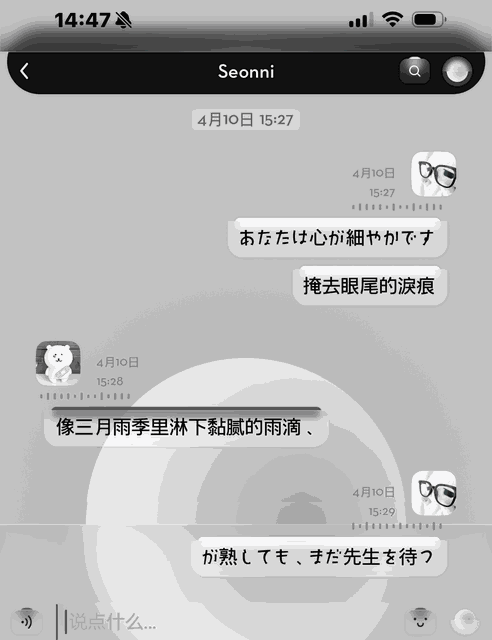 14:47
Seonni
4月10日 15:27
4月10日
15:27
あなたは心が細やかです
掩去眼尾的淚痕
4月10日
15:28
像三月雨季里淋下黏腻的雨滴、
4月10日
15:29
が熟しても、まだ先生を待つ
说点什么...